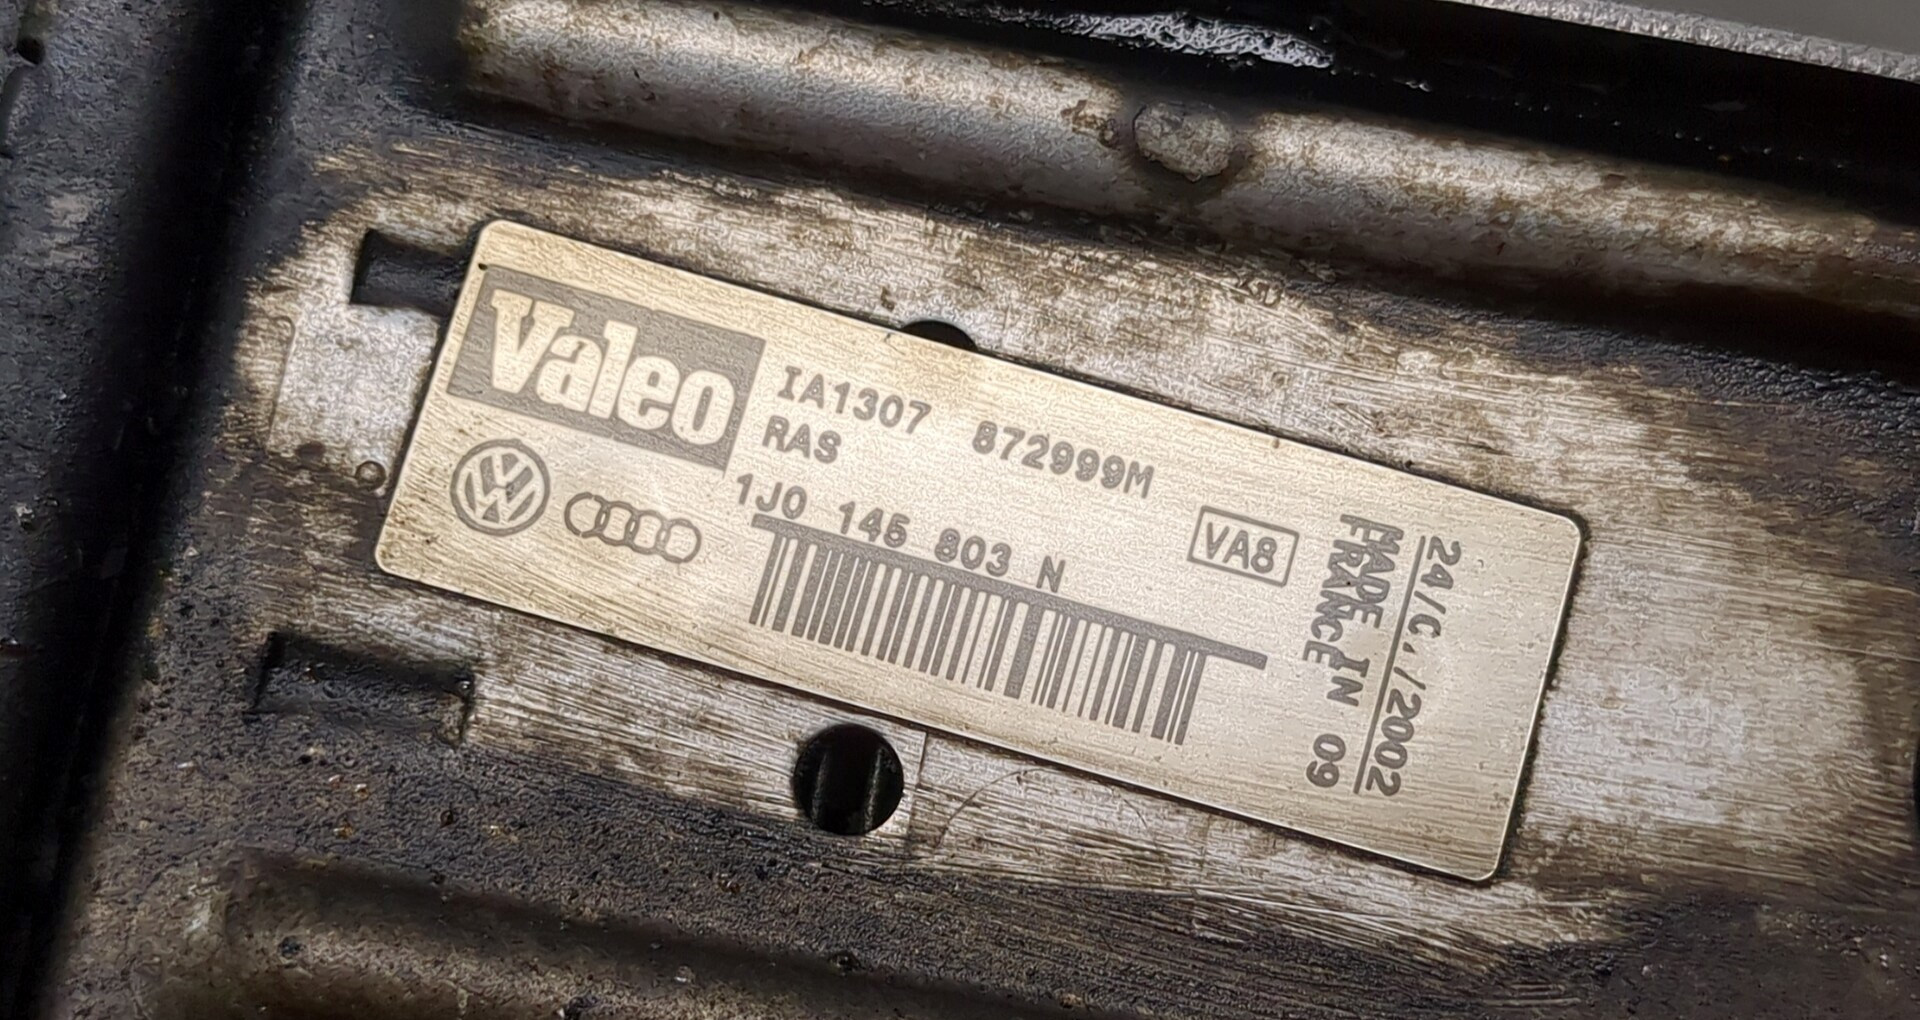 Valeo
IA1307 872999M
RAS
1J0 145 803 N
VA8
MADE IN
FRANCE 09
24/C,/2002